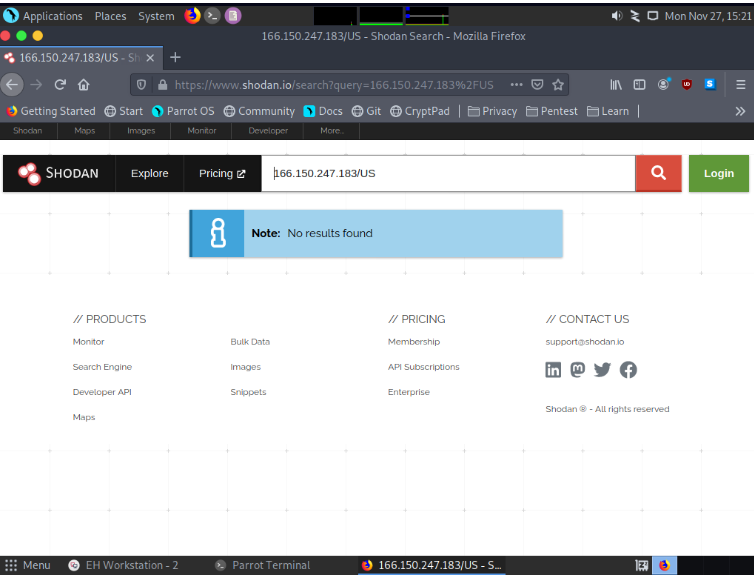 Applications Places System Mon Nov 27, 15:21
166.150.247.183/US - Shodan Search - Mozilla Firefox
166.150.247.183/US - Sh
https://www.shodan.io/search?query=166.150.247.183%2FUS
Getting Started Start Parrot OS Community Docs Git CryptPad Privacy Pentest Learn
Shodan Maps Images Monitor Developer More...
SHODAN Explore Pricing 166.150.247.183/US Login
Note: No results found
// PRODUCTS // PRICING // CONTACT US
Monitor Bulk Data Membership support@shodan.io
Search Engine Images API Subscriptions
Developer API Snippets Enterprise
Shodan ® - All rights reserved
Maps
Menu EH Workstation - 2 Parrot Terminal 166.150.247.183/US - S...